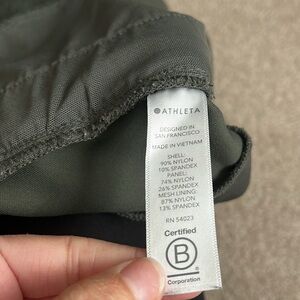 ATHLETA
DESIGNED IN
SAN FRANCISCO
MADE IN VIETNAM
SHELL:
90% NYLON
10% SPANDEX
PANEL:
74% NYLON
26% SPANDEX
MESH LINING:
87% NYLON
13% SPANDEX
RN 54023
Certified
B
Corporation